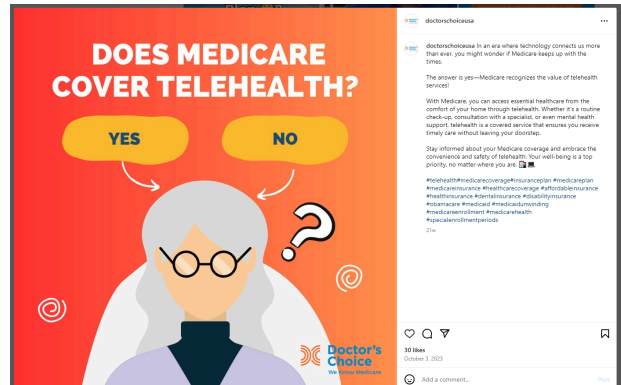 DOES MEDICARE
COVER TELEHEALTH?
YES
NO
?
Doctor's
Choice
We Know Medicare
doctorschoiceusa
doctorschoiceusa In an era where technology connects us more
than ever, you might wonder if Medicare keeps up with the
times.
The answer is yes—Medicare recognizes the value of telehealth
services!
With Medicare, you can access essential healthcare from the
comfort of your home through telehealth. Whether it's a routine
check-up, consultation with a specialist, or even mental health
support, telehealth is a covered service that ensures you receive
timely care without leaving your doorstep.
Stay informed about your Medicare coverage and embrace the
convenience and safety of telehealth. Your well-being is a top
priority, no matter where you are.
#telehealth#medicarecoverage#insuranceplan #medicareplan
#medicareinsurance #healthcarecoverage #affordableinsurance
#healthinsurance #dentalinsurance #disabilityinsurance
#obamacare #medicaid #medicaidunwinding
#medicareenrollment #medicarehealth
#specialenrollmentperiods
21w
30 likes
October 3, 2023
Add a comment...
Post